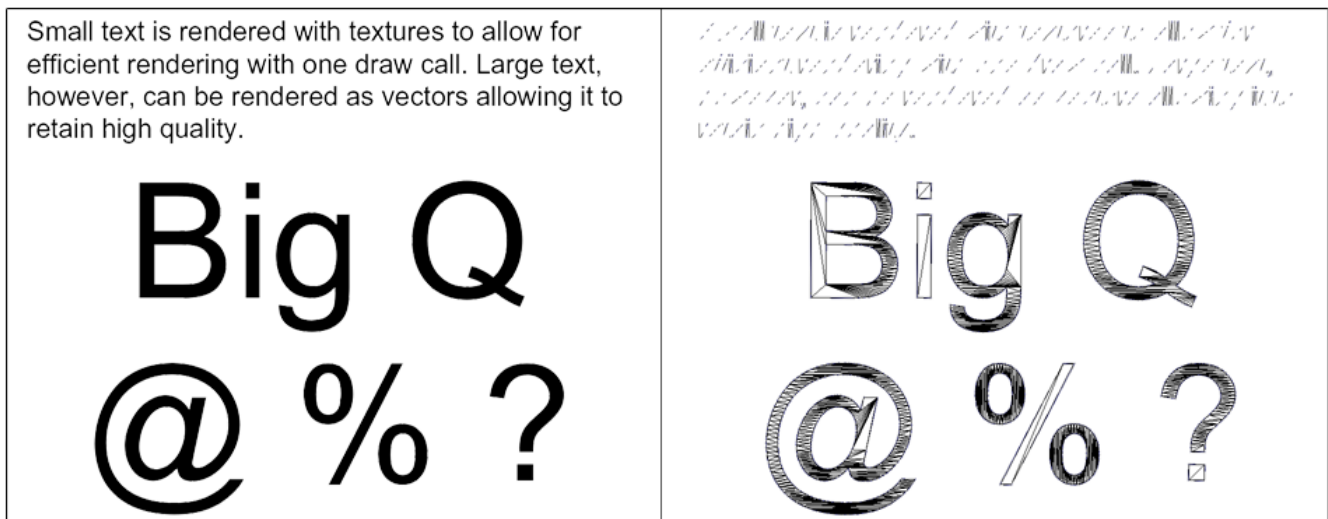 Small text is rendered with textures to allow for
efficient rendering with one draw call. Large text,
however, can be rendered as vectors allowing it to
retain high quality.
Big Q
@ % ?
Big Q
@ % ?